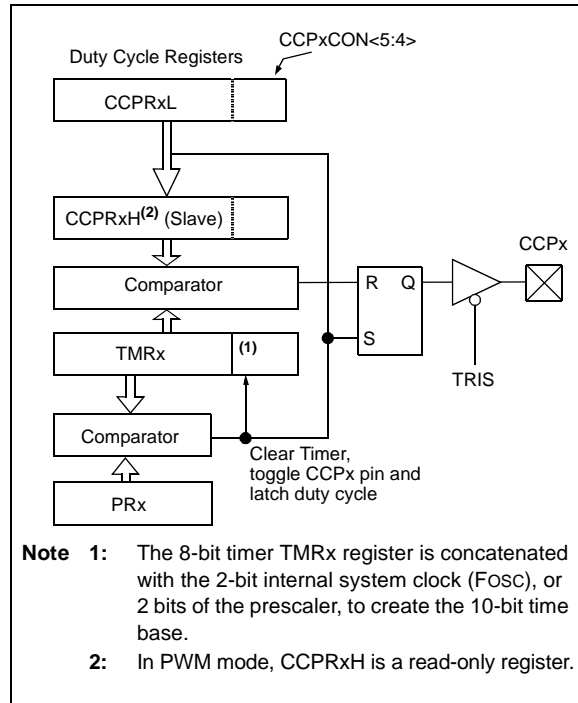 CCPxCON<5:4>
Duty Cycle Registers
CCPRxL
CCPRxH(2) (Slave)
CCPx
Comparator
R Q
S
TMRx (1)
TRIS
Comparator
Clear Timer,
toggle CCPx pin and
latch duty cycle
PRx
Note 1: The 8-bit timer TMRx register is concatenated
with the 2-bit internal system clock (FOSC), or
2 bits of the prescaler, to create the 10-bit time
base.
2: In PWM mode, CCPRxH is a read-only register.